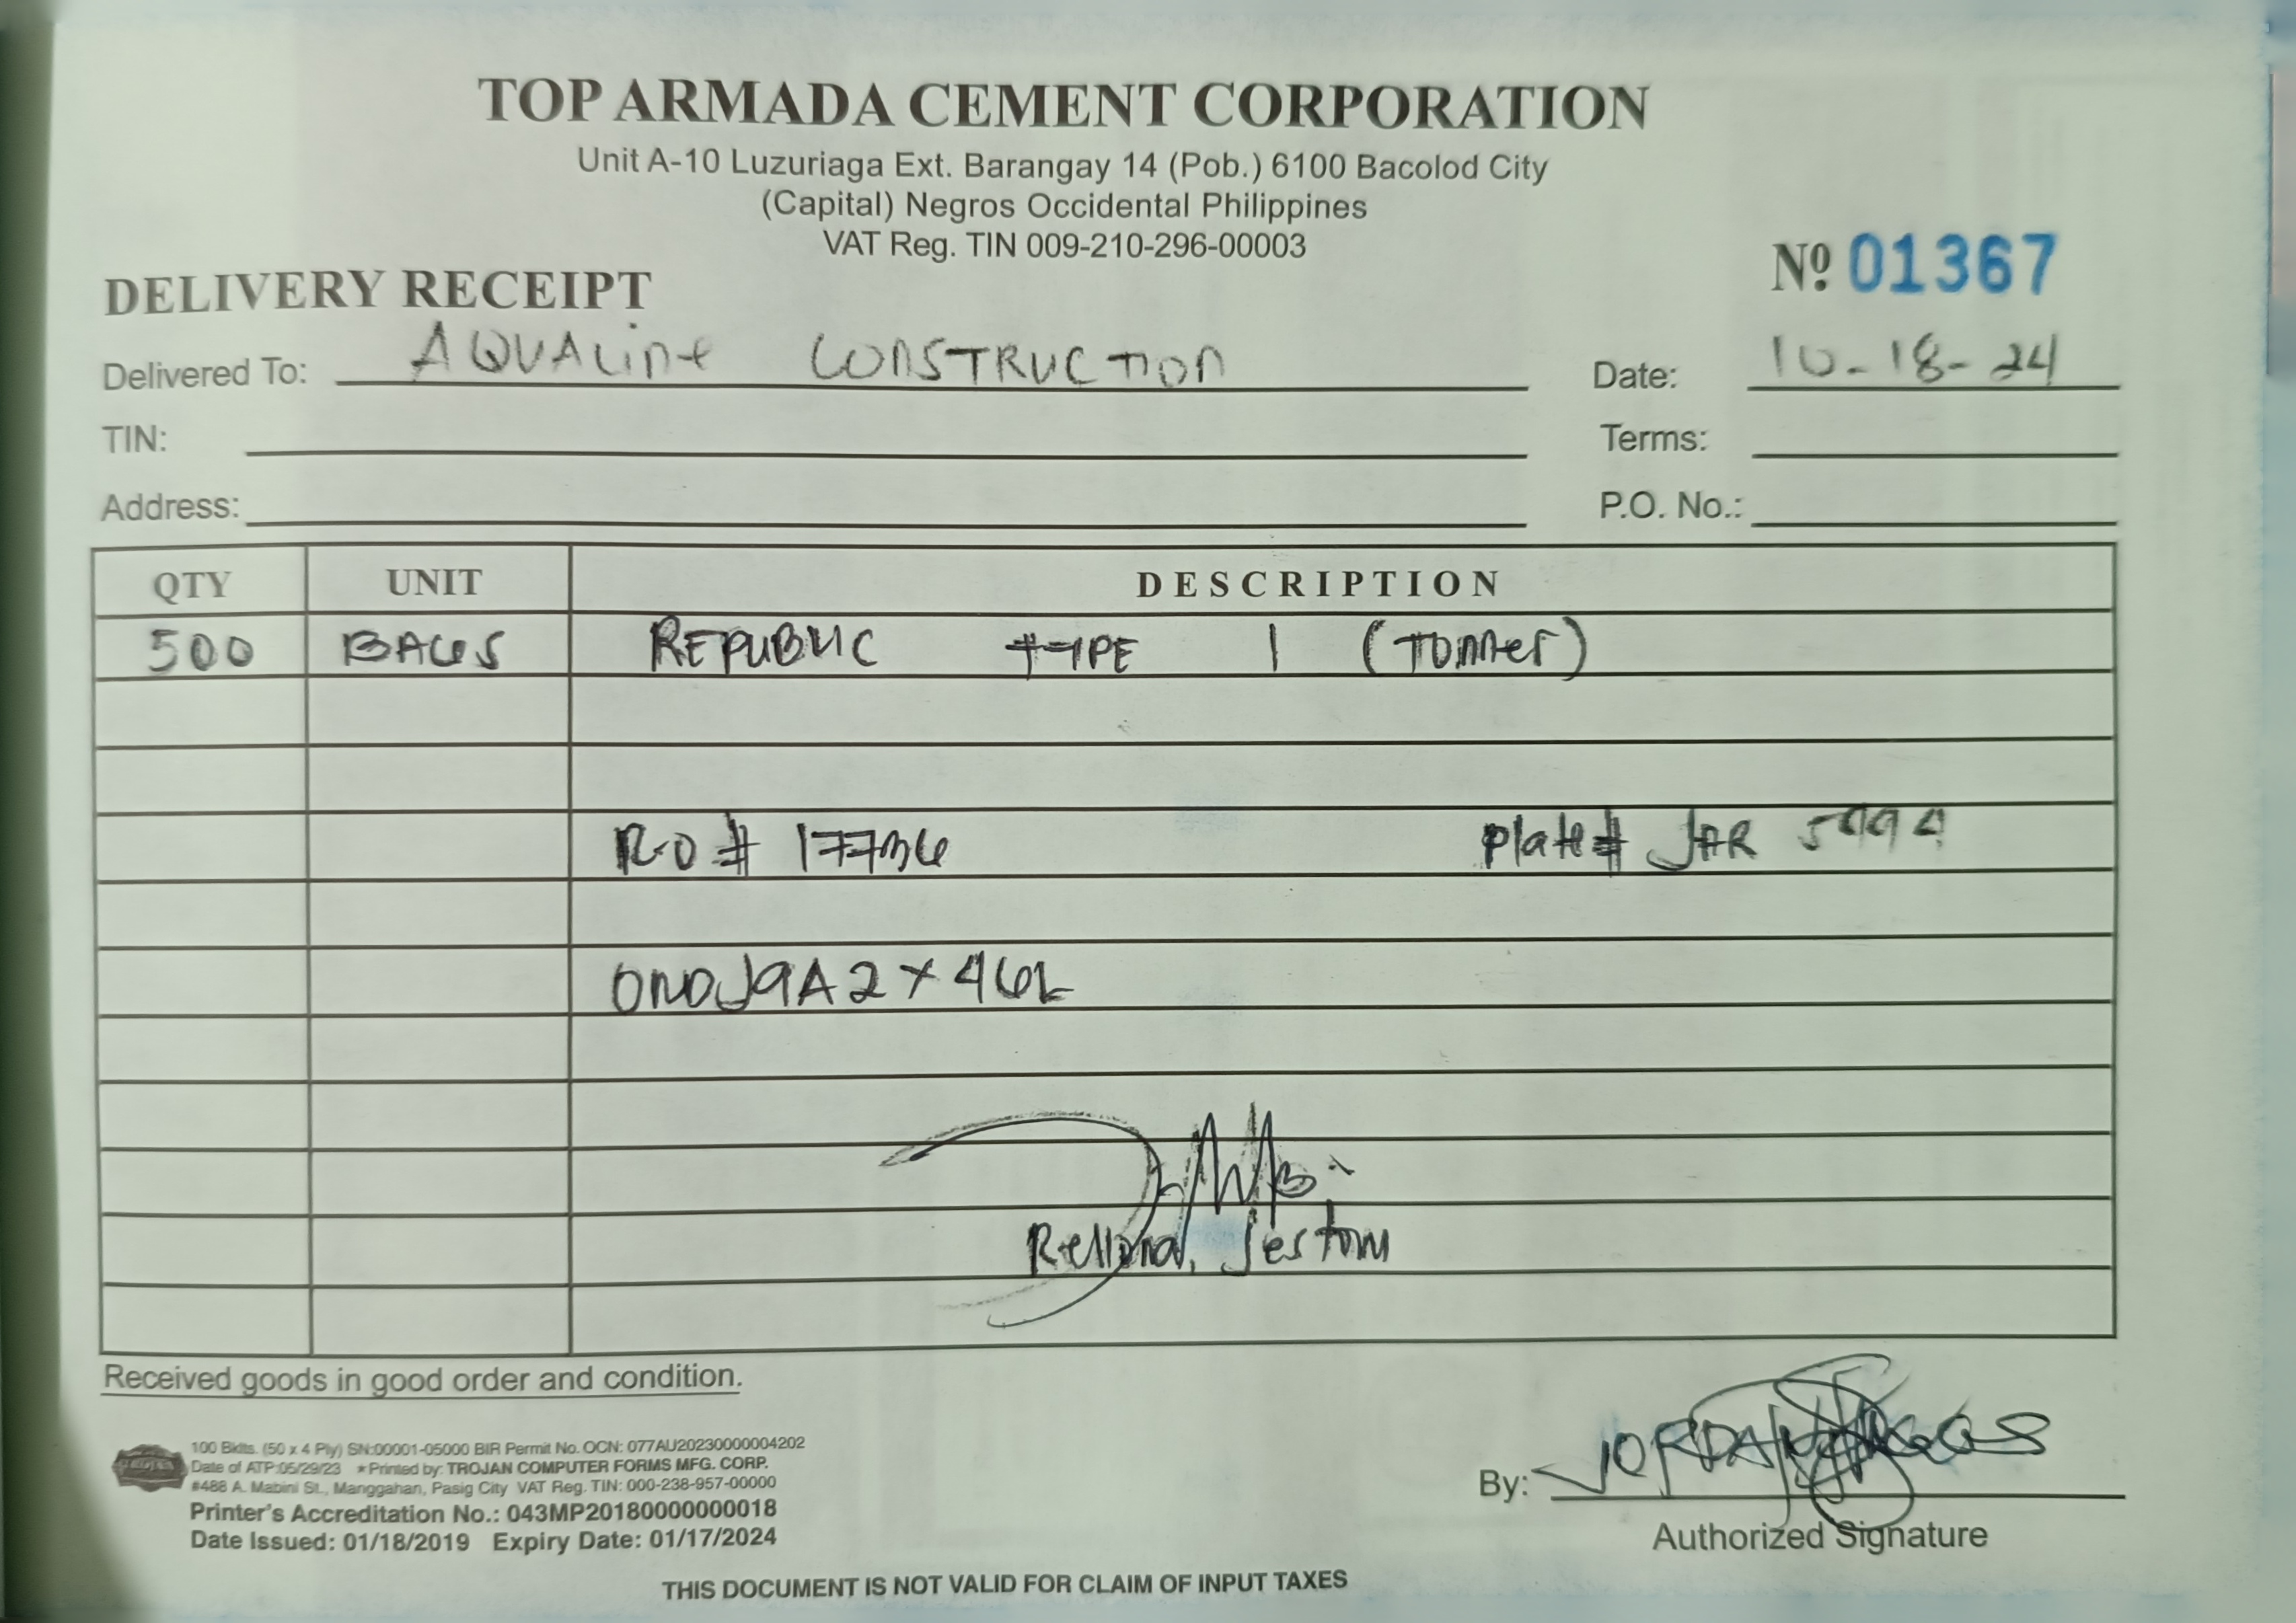 TOP ARMADA CEMENT CORPORATION
Unit A-10 Luzuriaga Ext. Barangay 14 (Pob.) 6100 Bacolod City
(Capital) Negros Occidental Philippines
VAT Reg. TIN 009-210-296-00003
Nº 01367
DELIVERY RECEIPT
Delivered To: AQUALINE CONSTRUCTION Date: 10-18-24
TIN: Terms:
Address: P.O. No.:
QTY UNIT DESCRIPTION
500 BAGS REPUBLIC TYPE 1 (TONNER)
RO # 17736 Plate# JAR
Jestom
Received goods in good order and condition.
100 Bklts. (50 x 4 Ply) SN:00001-05000 BIR Permit No. OCN: 077AU20230000004202
Date of ATP:05/29/23 ★Printed by: TROJAN COMPUTER FORMS MFG. CORP.
#488 A. Mabini St., Manggahan, Pasig City VAT Reg. TIN: 000-238-957-00000
Printer's Accreditation No.: 043MP20180000000018
Date Issued: 01/18/2019 Expiry Date: 01/17/2024
By: JORDAN
Authorized Signature
THIS DOCUMENT IS NOT VALID FOR CLAIM OF INPUT TAXES